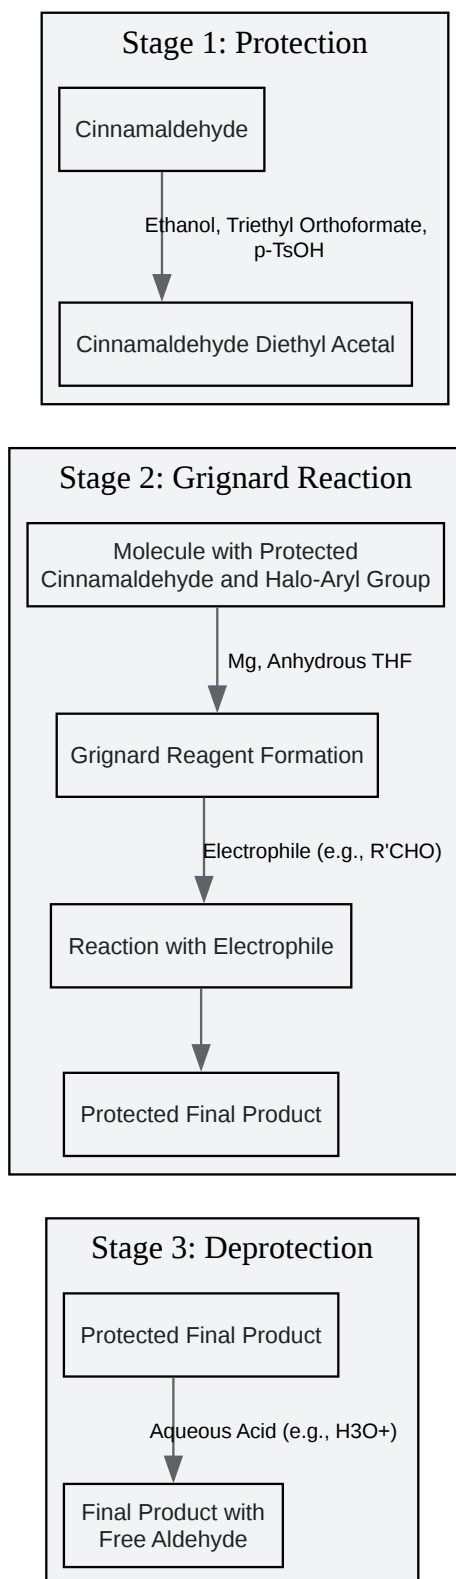 Stage 1: Protection
Cinnamaldehyde
Ethanol, Triethyl Orthoformate,
p-TsOH
Cinnamaldehyde Diethyl Acetal
Stage 2: Grignard Reaction
Molecule with Protected
Cinnamaldehyde and Halo-Aryl Group
Mg, Anhydrous THF
Grignard Reagent Formation
Electrophile (e.g., R'CHO)
Reaction with Electrophile
Protected Final Product
Stage 3: Deprotection
Protected Final Product
Aqueous Acid (e.g., H3O+)
Final Product with
Free Aldehyde